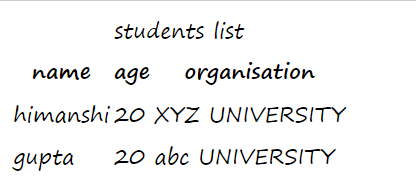 students list
name age organisation
himanshi 20 XYZ UNIVERSITY
gupta 20 abc UNIVERSITY